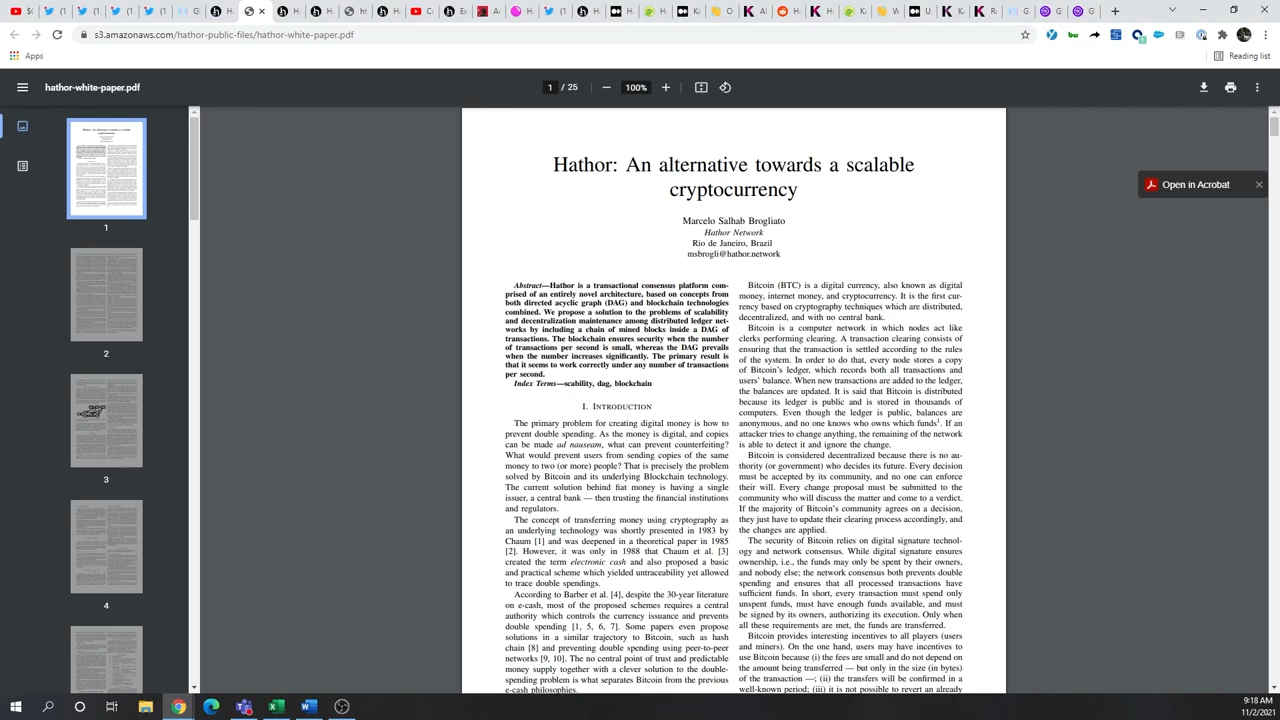 s3.amazonaws.com/hathor-public-files/hathor-white-paper.pdf
Apps
Reading list
hathor-white-paper.pdf
1 / 25
100%
Open in Acrobat
1
2
3
4
Hathor: An alternative towards a scalable
cryptocurrency
Marcelo Salhab Brogliato
Hathor Network
Rio de Janeiro, Brazil
msbrogli@hathor.network
Abstract—Hathor is a transactional consensus platform com-
prised of an entirely novel architecture, based on concepts from
both directed acyclic graph (DAG) and blockchain technologies
combined. We propose a solution to the problems of scalability
and decentralization maintenance among distributed ledger net-
works by including a chain of mined blocks inside a DAG of
transactions. The blockchain ensures security when the number
of transactions per second is small, whereas the DAG prevails
when the number increases significantly. The primary result is
that it seems to work correctly under any number of transactions
per second.
Index Terms—scability, dag, blockchain
I. Introduction
The primary problem for creating digital money is how to
prevent double spending. As the money is digital, and copies
can be made ad nauseam, what can prevent counterfeiting?
What would prevent users from sending copies of the same
money to two (or more) people? That is precisely the problem
solved by Bitcoin and its underlying Blockchain technology.
The current solution behind fiat money is having a single
issuer, a central bank — then trusting the financial institutions
and regulators.
The concept of transferring money using cryptography as
an underlying technology was shortly presented in 1983 by
Chaum [1] and was deepened in a theoretical paper in 1985
[2]. However, it was only in 1988 that Chaum et al. [3]
created the term electronic cash and also proposed a basic
and practical scheme which yielded untraceability yet allowed
to trace double spendings.
According to Barber et al. [4], despite the 30-year literature
on e-cash, most of the proposed schemes requires a central
authority which controls the currency issuance and prevents
double spending [1, 5, 6, 7]. Some papers even propose
solutions in a similar trajectory to Bitcoin, such as hash
chain [8] and preventing double spending using peer-to-peer
networks [9, 10]. The no central point of trust and predictable
money supply together with a clever solution to the double-
spending problem is what separates Bitcoin from the previous
e-cash philosophies.
Bitcoin (BTC) is a digital currency, also known as digital
money, internet money, and cryptocurrency. It is the first cur-
rency based on cryptography techniques which are distributed,
decentralized, and with no central bank.
Bitcoin is a computer network in which nodes act like
clerks performing clearing. A transaction clearing consists of
ensuring that the transaction is settled according to the rules
of the system. In order to do that, every node stores a copy
of Bitcoin's ledger, which records both all transactions and
users' balance. When new transactions are added to the ledger,
the balances are updated. It is said that Bitcoin is distributed
because its ledger is public and is stored in thousands of
computers. Even though the ledger is public, balances are
anonymous, and no one knows who owns which funds1. If an
attacker tries to change anything, the remaining of the network
is able to detect it and ignore the change.
Bitcoin is considered decentralized because there is no au-
thority (or government) who decides its future. Every decision
must be accepted by its community, and no one can enforce
their will. Every change proposal must be submitted to the
community who will discuss the matter and come to a verdict.
If the majority of Bitcoin's community agrees on a decision,
they just have to update their clearing process accordingly, and
the changes are applied.
The security of Bitcoin relies on digital signature technol-
ogy and network consensus. While digital signature ensures
ownership, i.e., the funds may only be spent by their owners,
and nobody else; the network consensus both prevents double
spending and ensures that all processed transactions have
sufficient funds. In short, every transaction must spend only
unspent funds, must have enough funds available, and must
be signed by its owners, authorizing its execution. Only when
all these requirements are met, the funds are transferred.
Bitcoin provides interesting incentives to all players (users
and miners). On the one hand, users may have incentives to
use Bitcoin because (i) the fees are small and do not depend on
the amount being transferred — but only in the size (in bytes)
of the transaction —; (ii) the transfers will be confirmed in a
well-known period; (iii) it is not possible to revert an already
9:18 AM
11/2/2021